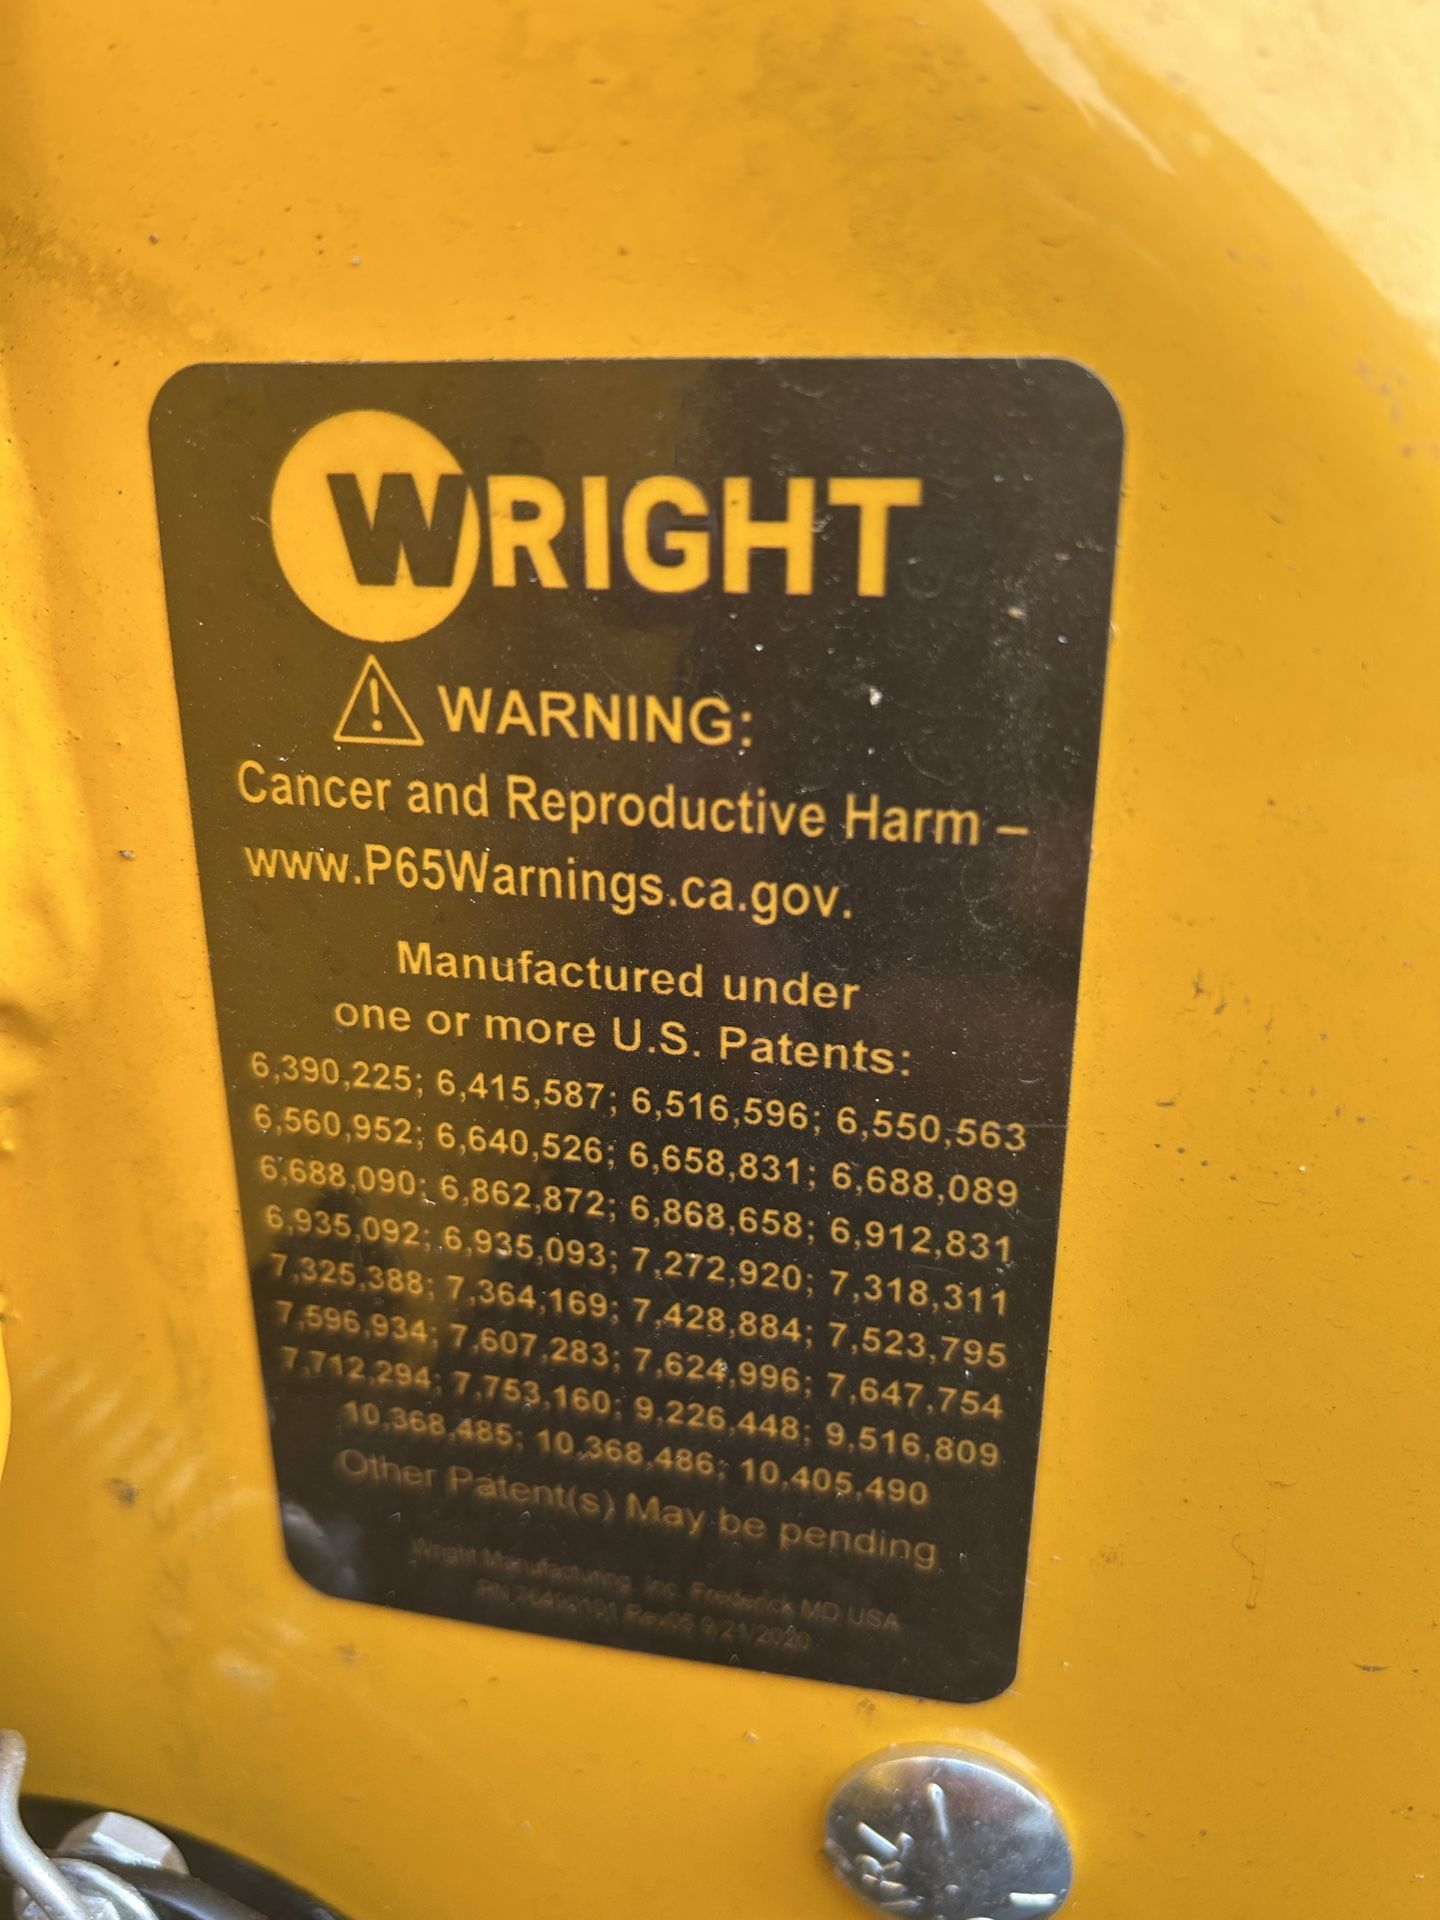 WRIGHT
WARNING:
Cancer and Reproductive Harm –
www.P65Warnings.ca.gov.
Manufactured under
one or more U.S. Patents:
6,390,225; 6,415,587; 6,516,596; 6,550,563
6,560,952; 6,640,526; 6,658,831; 6,688,089
6,688,090; 6,862,872; 6,868,658; 6,912,831
6,935,092; 6,935,093; 7,272,920; 7,318,311
7,325,388; 7,364,169; 7,428,884; 7,523,795
7,596,934; 7,607,283; 7,624,996; 7,647,754
7,712,294; 7,753,160; 9,226,448; 9,516,809
10,368,485; 10,368,486; 10,405,490
Other Patent(s) May be pending.
Wright Manufacturing, Inc. Frederick MD USA
Rev05 9/21/2020